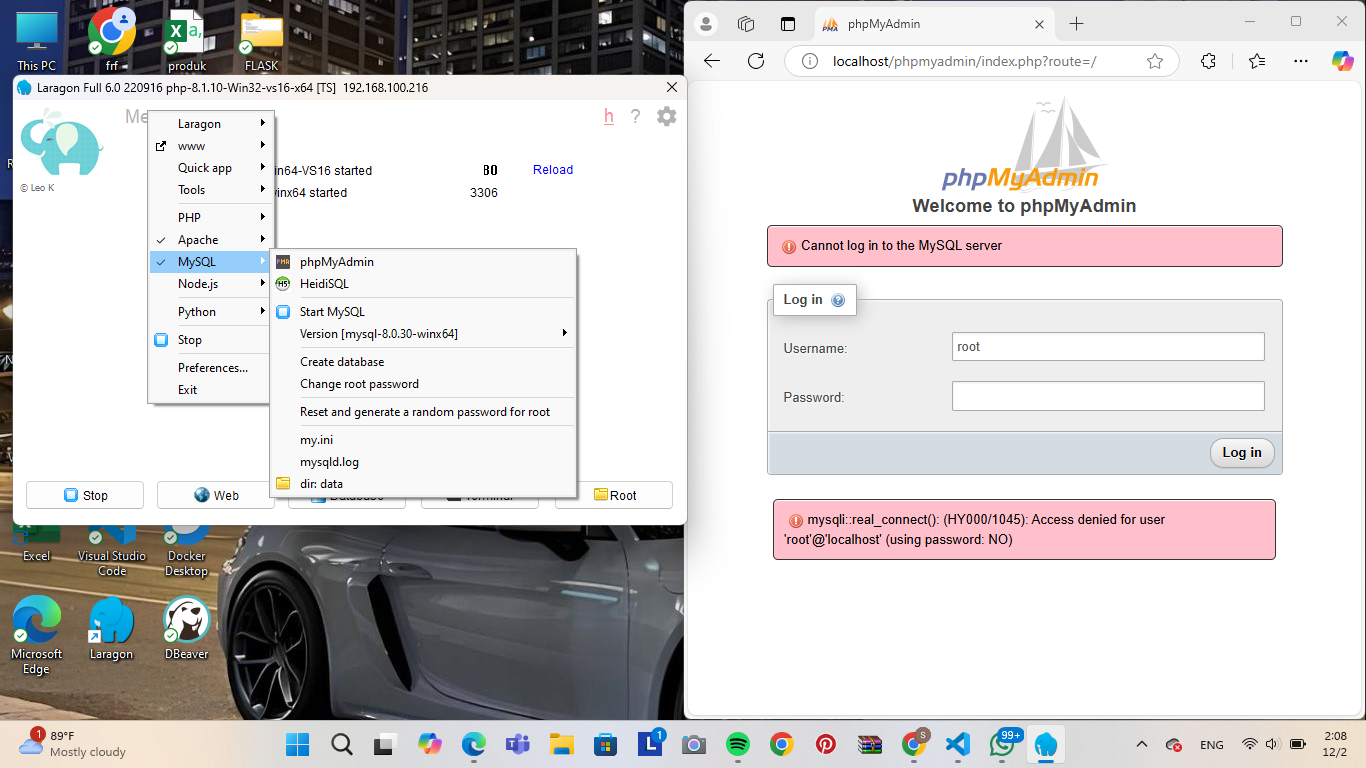 This PC
frf
produk
FLASK
Laragon Full 6.0 220916 php-8.1.10-Win32-vs16-x64 [TS] 192.168.100.216
Me
h
?
© Leo K
Laragon
www
Quick app
Tools
PHP
Apache
MySQL
Node.js
Python
Stop
Preferences...
Exit
in64-VS16 started
80
Reload
started
3306
phpMyAdmin
HeidiSQL
Start MySQL
Version [mysql-8.0.30-winx64]
Create database
Change root password
Reset and generate a random password for root
my.ini
mysqld.log
dir: data
Stop
Web
Root
Excel
Visual Studio
Code
Docker
Desktop
Microsoft
Edge
Laragon
DBeaver
phpMyAdmin
localhost/phpmyadmin/index.php?route=/
phpMyAdmin
Welcome to phpMyAdmin
Cannot log in to the MySQL server
Log in
Username:
root
Password:
Log in
mysqli::real_connect(): (HY000/1045): Access denied for user
'root'@'localhost' (using password: NO)
1
89°F
Mostly cloudy
L
1
S
99+
ENG
2:08
12/2